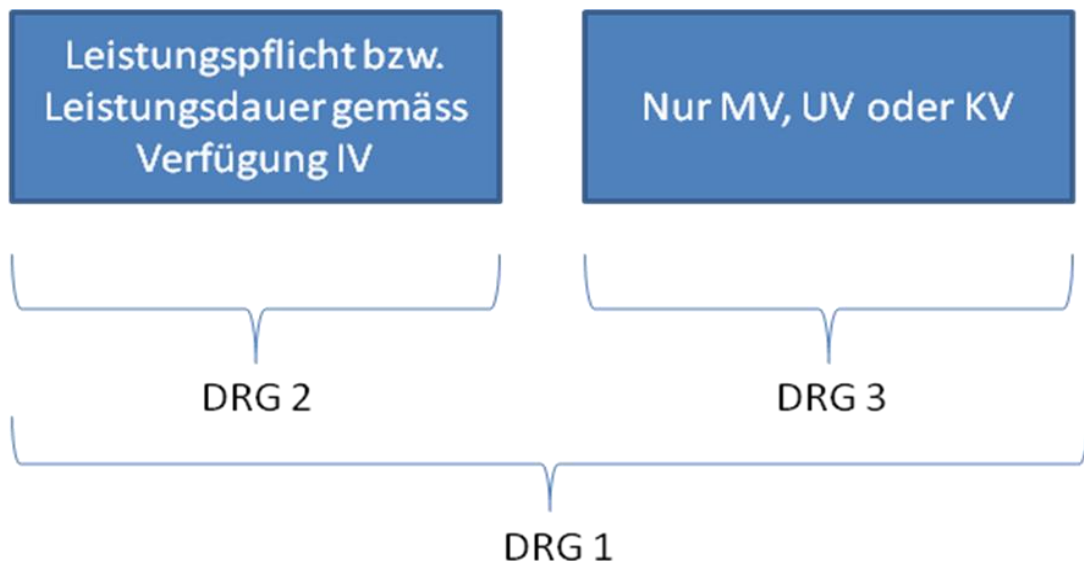 Leistungspflicht bzw.
Leistungsdauer gemäss
Verfügung IV
Nur MV, UV oder KV
DRG 2
DRG 3
DRG 1